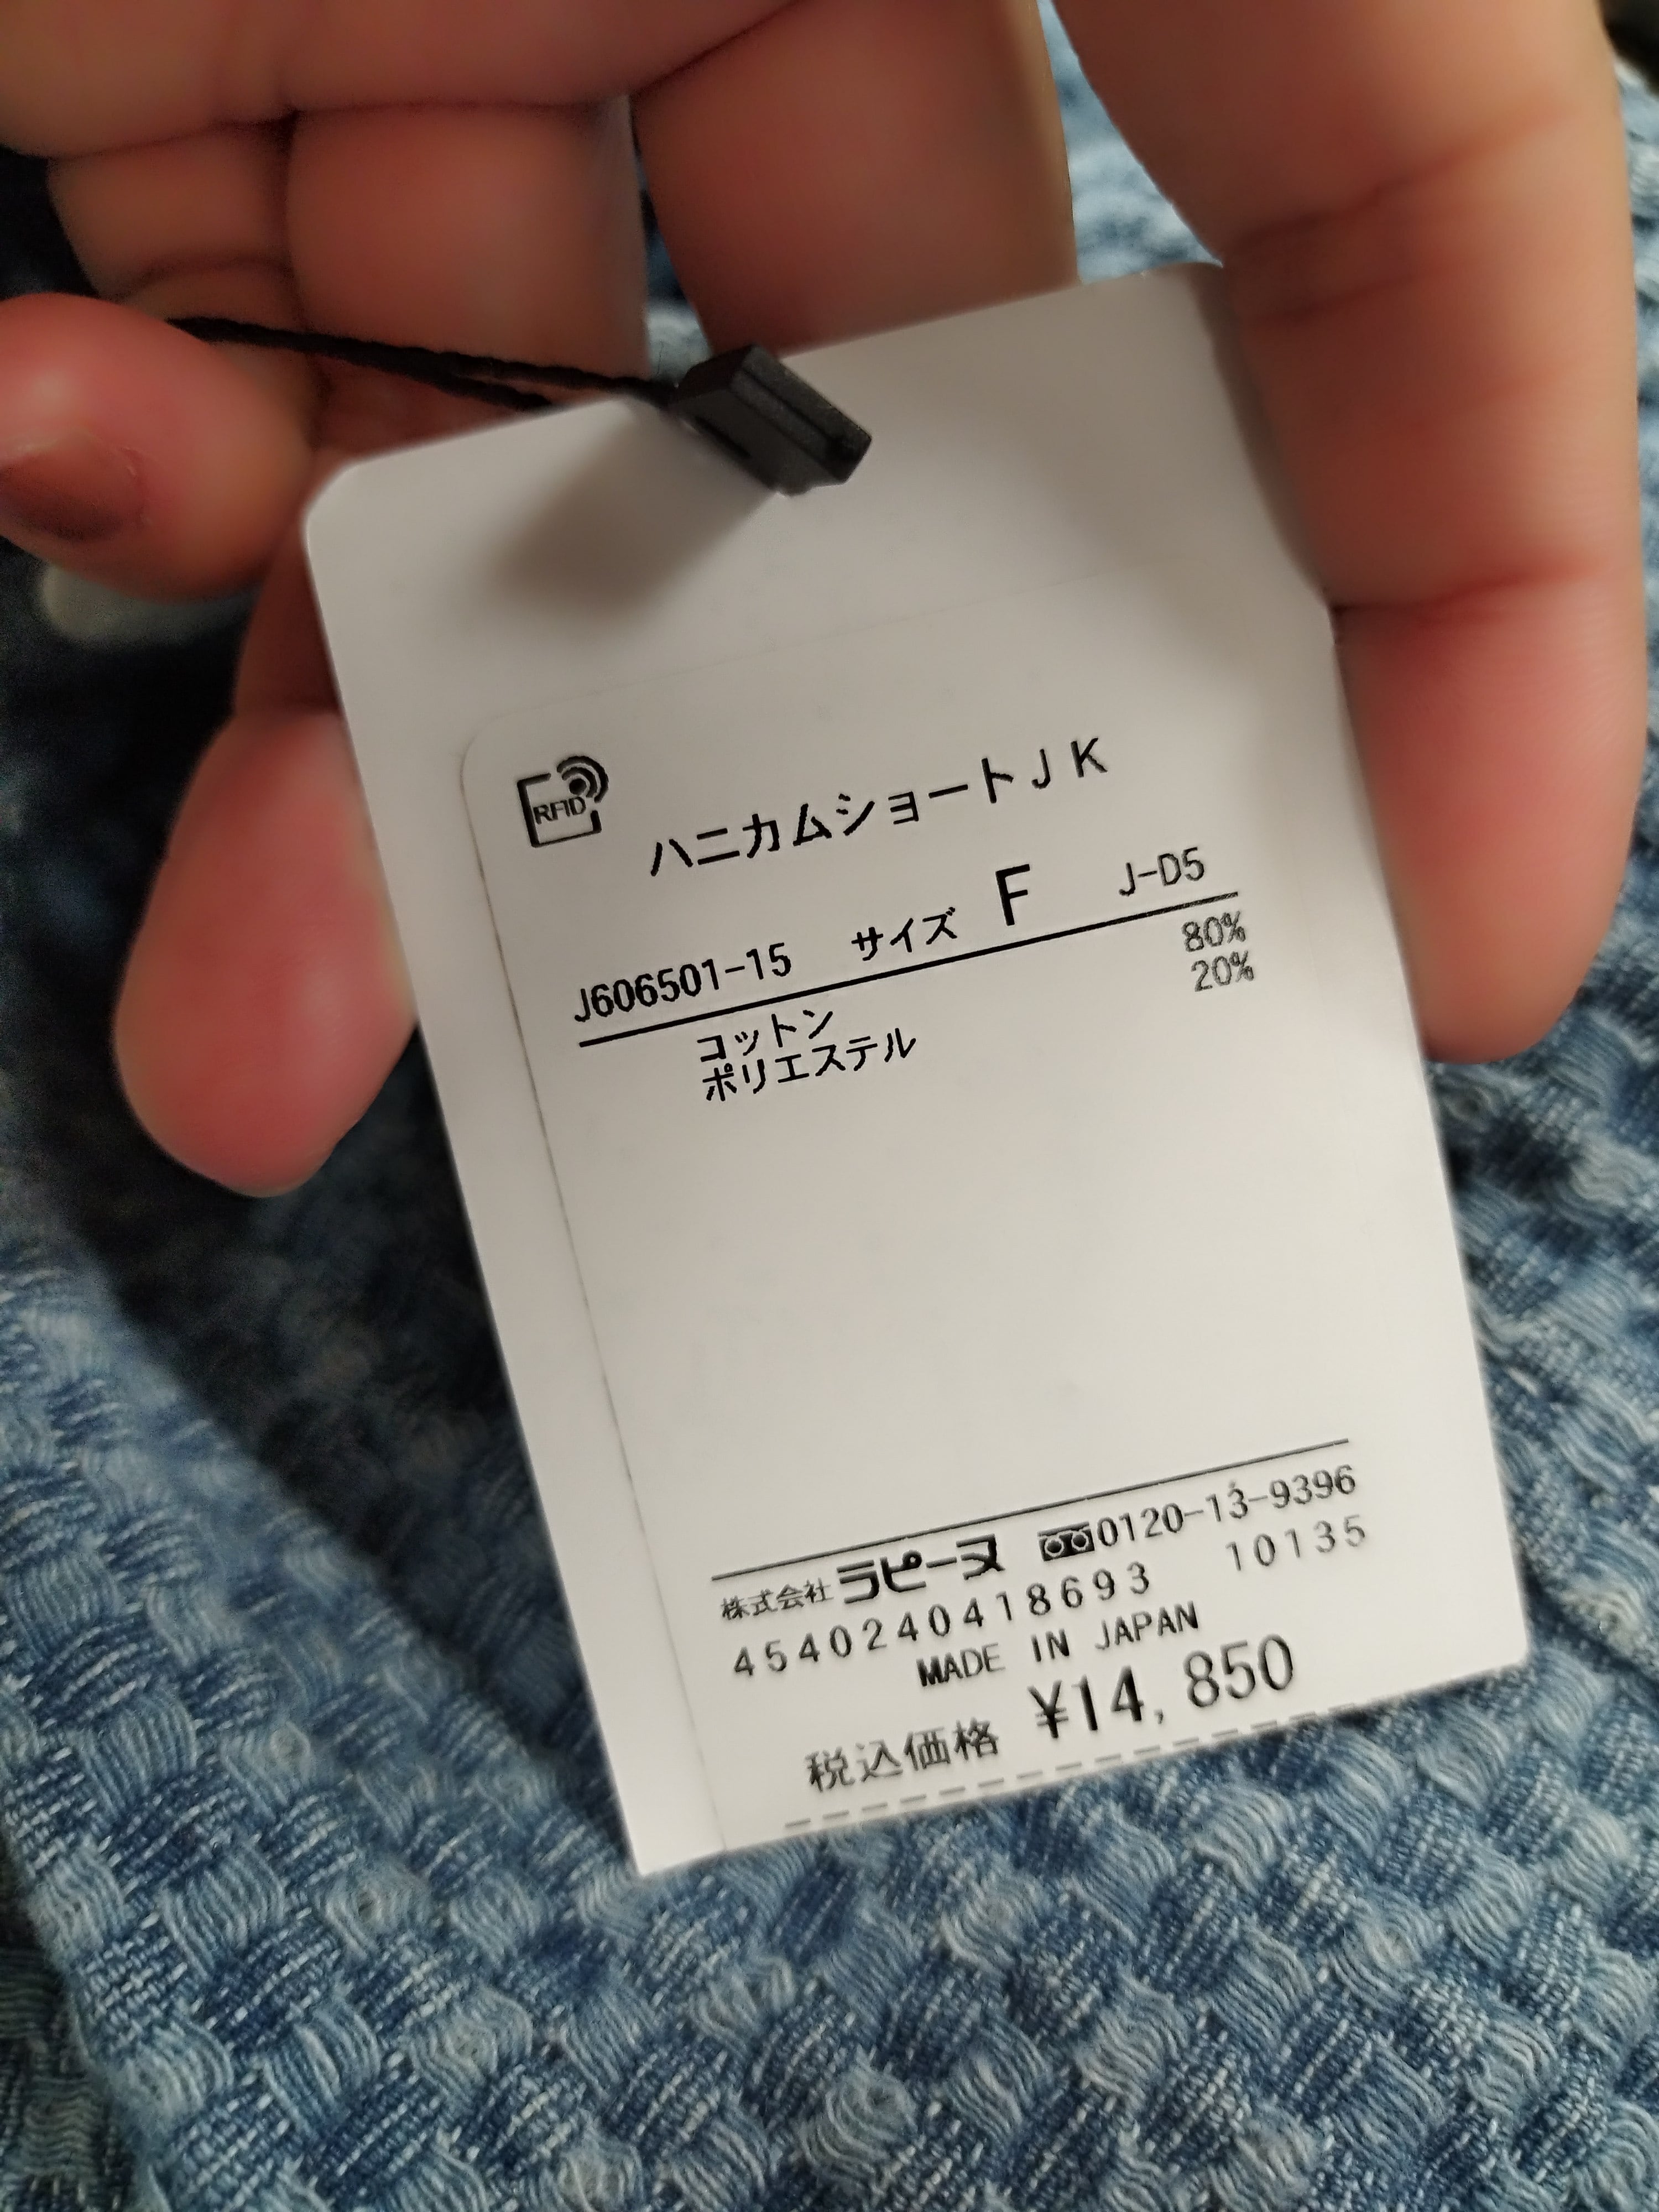 RFID
ハニカムショートJK
J606501-15 サイズ F J-D5
コットン 80%
ポリエステル 20%
株式会社 ラピーヌ 0120-13-9396
4540240418693 10135
MADE IN JAPAN
税込価格 ¥14,850